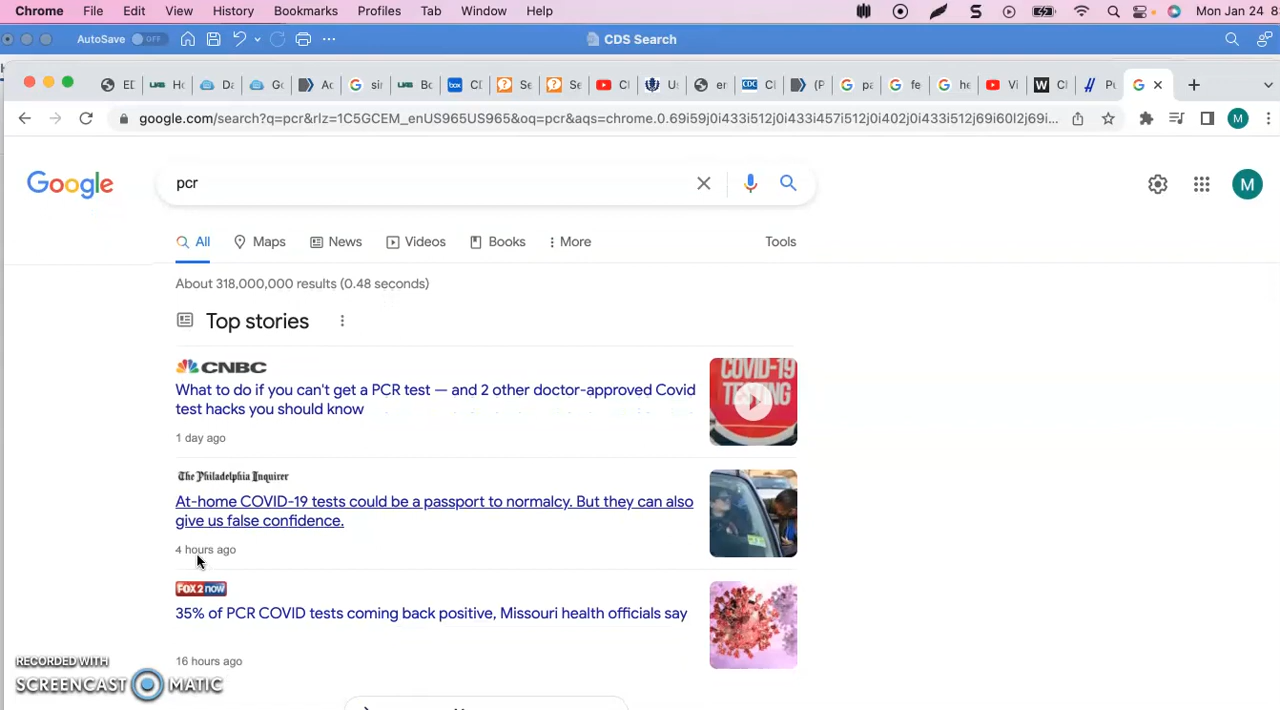 Chrome File Edit View History Bookmarks Profiles Tab Window Help Mon Jan 24 8
AutoSave OFF CDS Search
google.com/search?q=pcr&rlz=1C5GCEM_enUS965US965&oq=pcr&aqs=chrome.0.69i59j0i433i512j0i433i457i512j0i402j0i433i512j69i60l2j69i...
Google pcr M
All Maps News Videos Books More Tools
About 318,000,000 results (0.48 seconds)
Top stories
CNBC
What to do if you can't get a PCR test — and 2 other doctor-approved Covid
test hacks you should know
1 day ago
COVID-19
TESTING
The Philadelphia Inquirer
At-home COVID-19 tests could be a passport to normalcy. But they can also
give us false confidence.
4 hours ago
FOX 2 now
35% of PCR COVID tests coming back positive, Missouri health officials say
16 hours ago
RECORDED WITH
SCREENCAST MATIC